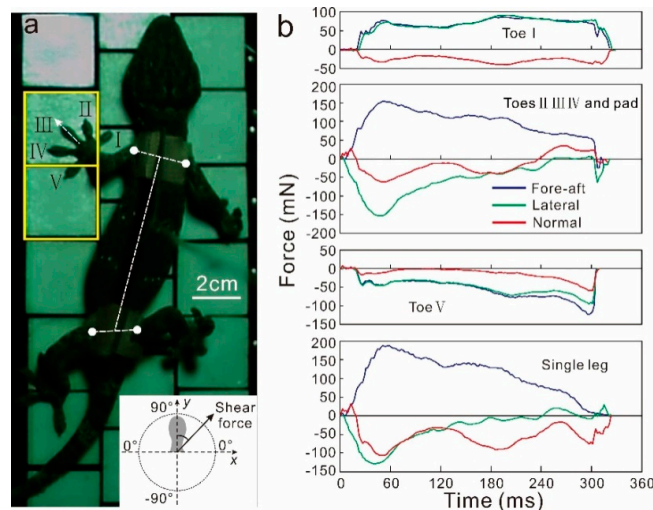 a
II
III
I
IV
V
2cm
y
90°
Shear
force
0°
0°
x
-90°
b
100
50
0
-50
Toe I
200
150
100
50
0
-50
-100
-150
-200
Toes II III IV and pad
Fore-aft
Lateral
Normal
Force (mN)
50
0
-50
-100
-150
Toe V
200
150
100
50
0
-50
-100
-150
Single leg
0
60
120
180
240
300
360
Time (ms)